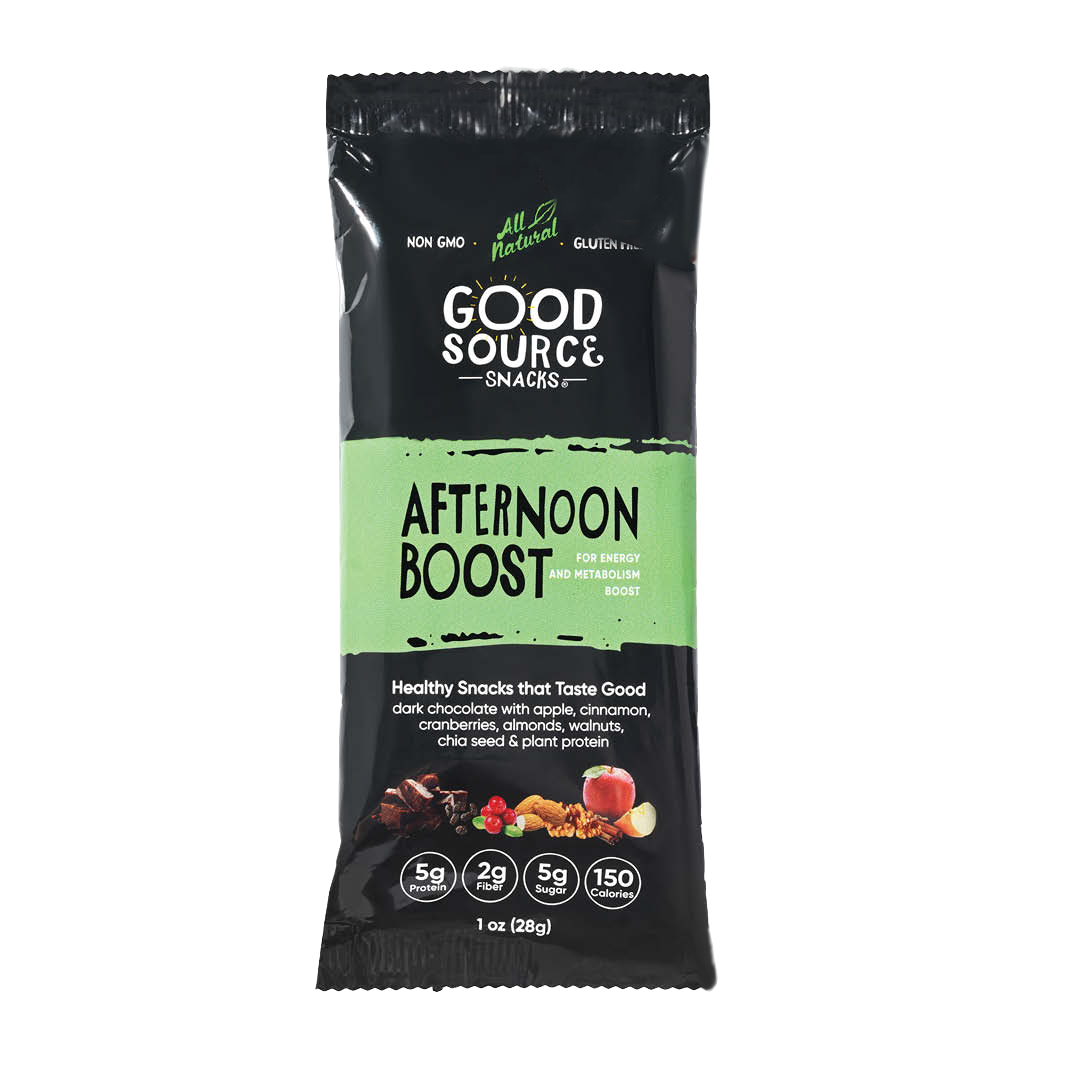 All
Natural
NON GMO ·
· GLUTEN
GOOD
SOURCE
SNACKS®
AFTERNOON
BOOST
FOR ENERGY
AND METABOLISM
BOOST
Healthy Snacks that Taste Good
dark chocolate with apple, cinnamon,
cranberries, almonds, walnuts,
chia seed & plant protein
5g
Protein
2g
Fiber
5g
Sugar
150
Calories
1 oz (28g)